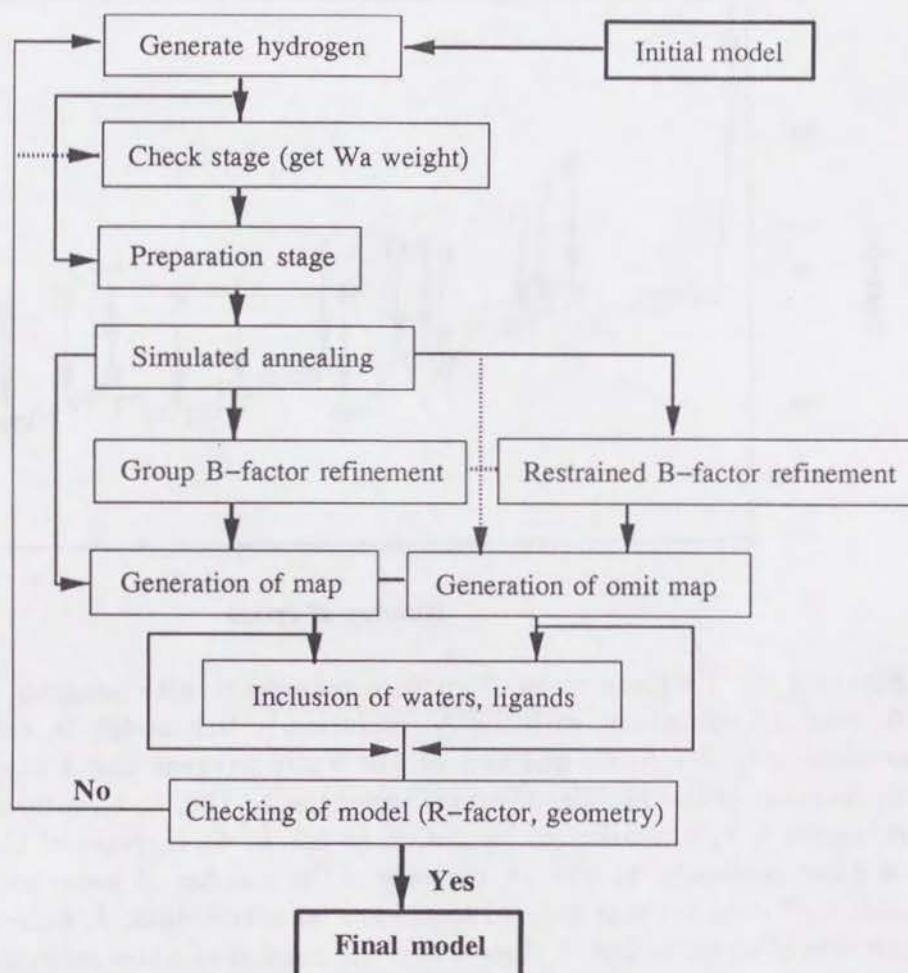 Generate hydrogen
Initial model
Check stage (get Wa weight)
Preparation stage
Simulated annealing
Group B-factor refinement
Restrained B-factor refinement
Generation of map
Generation of omit map
Inclusion of waters, ligands
No
Checking of model (R-factor, geometry)
Yes
Final model